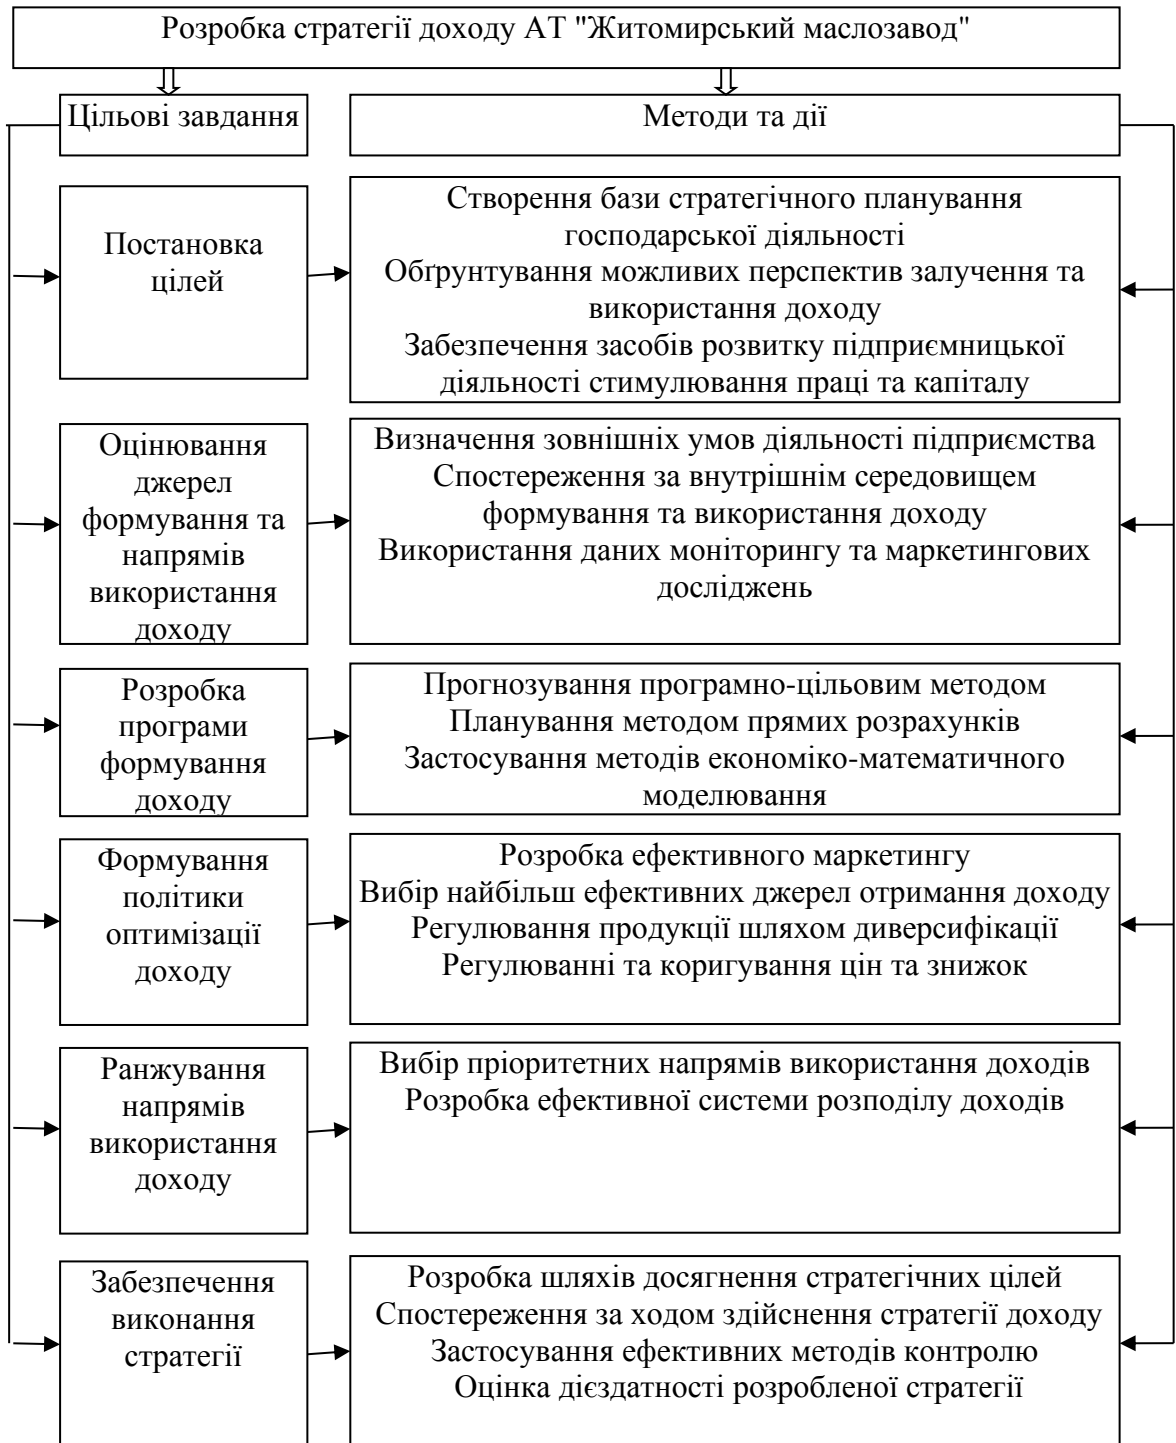 Розробка стратегії доходу АТ "Житомирський маслозавод"
Цільові завдання
Методи та дії
Постановка
цілей
Створення бази стратегічного планування
господарської діяльності
Обґрунтування можливих перспектив залучення та
використання доходу
Забезпечення засобів розвитку підприємницької
діяльності стимулювання праці та капіталу
Оцінювання
джерел
формування та
напрямів
використання
доходу
Визначення зовнішніх умов діяльності підприємства
Спостереження за внутрішнім середовищем
формування та використання доходу
Використання даних моніторингу та маркетингових
досліджень
Розробка
програми
формування
доходу
Прогнозування програмно-цільовим методом
Планування методом прямих розрахунків
Застосування методів економіко-математичного
моделювання
Формування
політики
оптимізації
доходу
Розробка ефективного маркетингу
Вибір найбільш ефективних джерел отримання доходу
Регулювання продукції шляхом диверсифікації
Регулюванні та коригування цін та знижок
Ранжування
напрямів
використання
доходу
Вибір пріоритетних напрямів використання доходів
Розробка ефективної системи розподілу доходів
Забезпечення
виконання
стратегії
Розробка шляхів досягнення стратегічних цілей
Спостереження за ходом здійснення стратегії доходу
Застосування ефективних методів контролю
Оцінка дієздатності розробленої стратегії